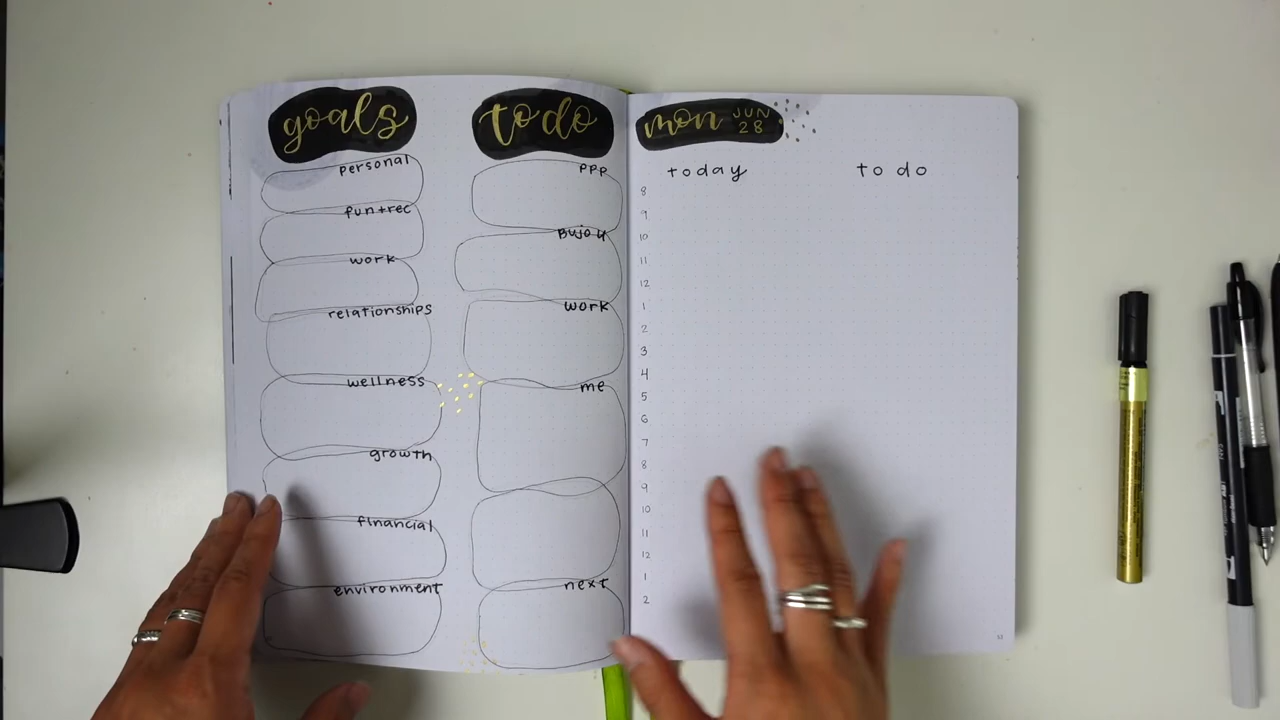 goals
personal
fun+rec
work
relationships
wellness
growth
financial
environment
to do
PPP
BUJO U
work
me
next
mon JUN 28
today
to do
8
9
10
11
12
1
2
3
4
5
6
7
8
9
10
11
12
1
2